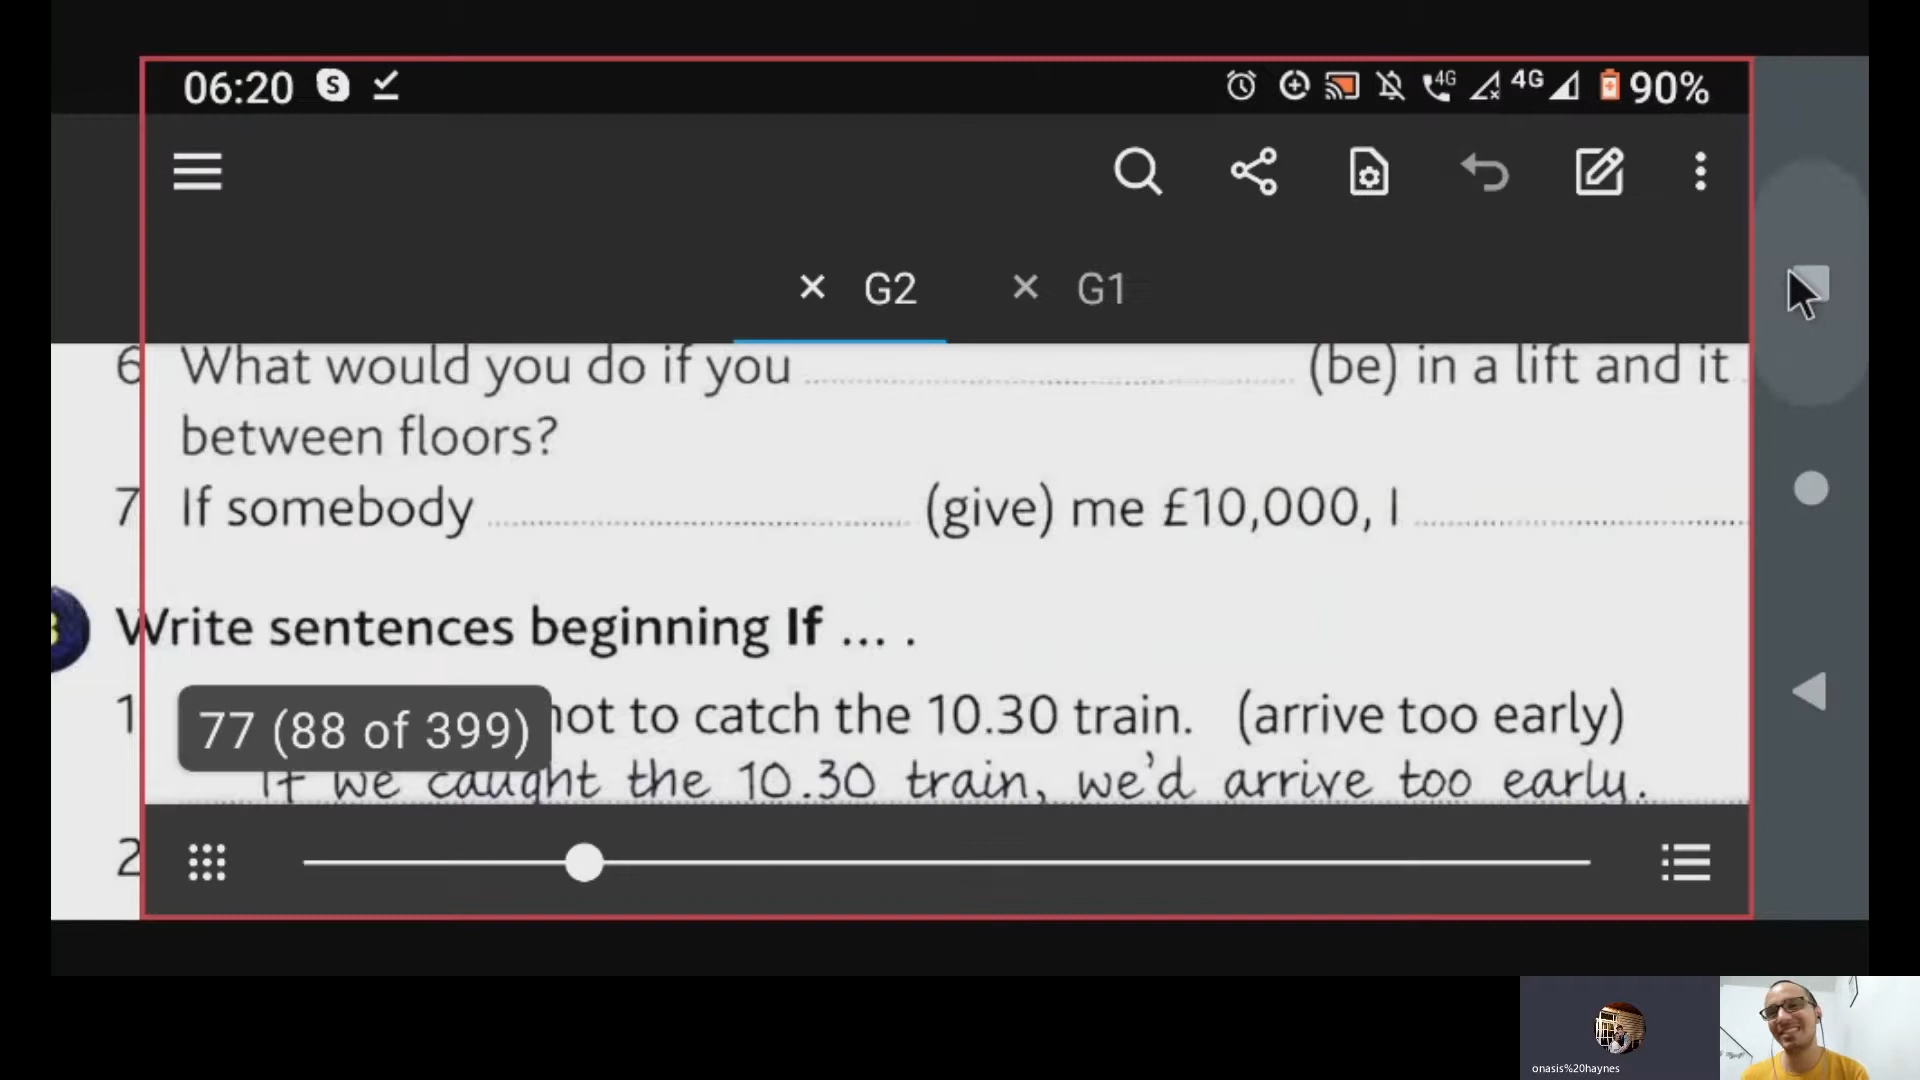 06:20 S 4G 4G 90%
G2 G1
6 What would you do if you (be) in a lift and it
between floors?
7 If somebody (give) me £10,000, I
Write sentences beginning If ... .
1 not to catch the 10.30 train. (arrive too early)
77 (88 of 399)
If we caught the 10.30 train, we'd arrive too early.
2
onasis%20haynes